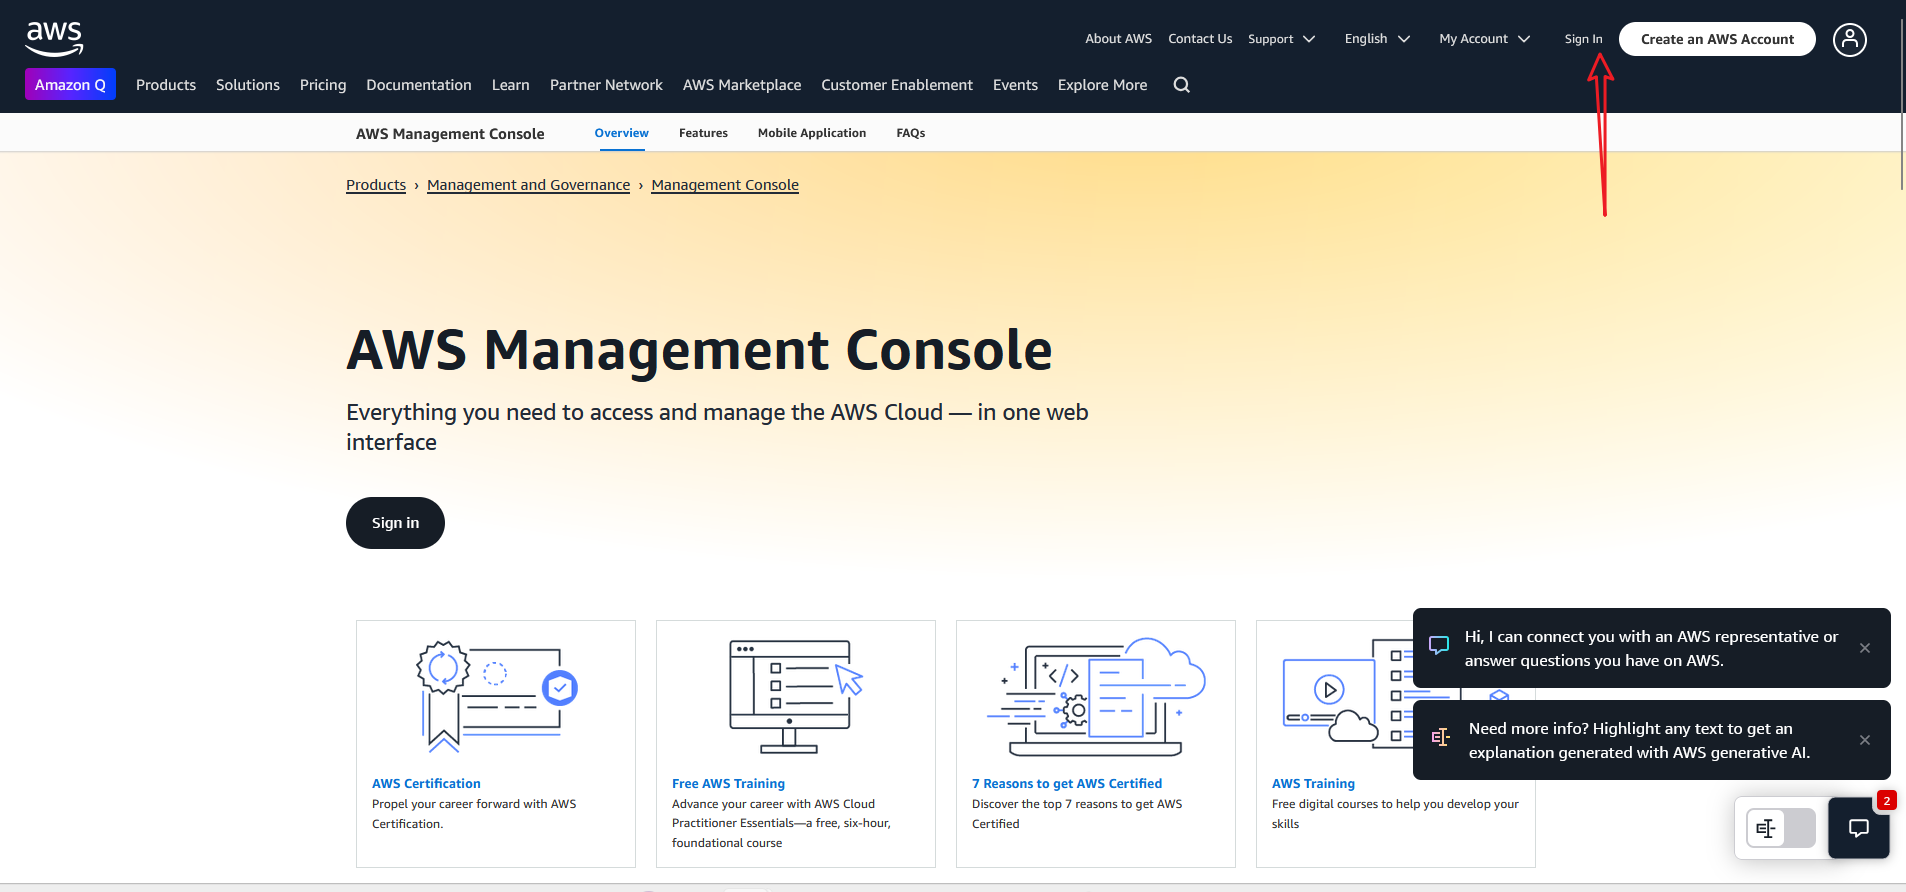 aws
About AWS Contact Us Support English My Account Sign In Create an AWS Account
Amazon Q Products Solutions Pricing Documentation Learn Partner Network AWS Marketplace Customer Enablement Events Explore More
AWS Management Console Overview Features Mobile Application FAQs
Products › Management and Governance › Management Console
AWS Management Console
Everything you need to access and manage the AWS Cloud — in one web
interface
Sign in
AWS Certification
Propel your career forward with AWS
Certification.
Free AWS Training
Advance your career with AWS Cloud
Practitioner Essentials—a free, six-hour,
foundational course
7 Reasons to get AWS Certified
Discover the top 7 reasons to get AWS
Certified
AWS Training
Free digital courses to help you develop your
skills
Hi, I can connect you with an AWS representative or
answer questions you have on AWS.
Need more info? Highlight any text to get an
explanation generated with AWS generative AI.
2